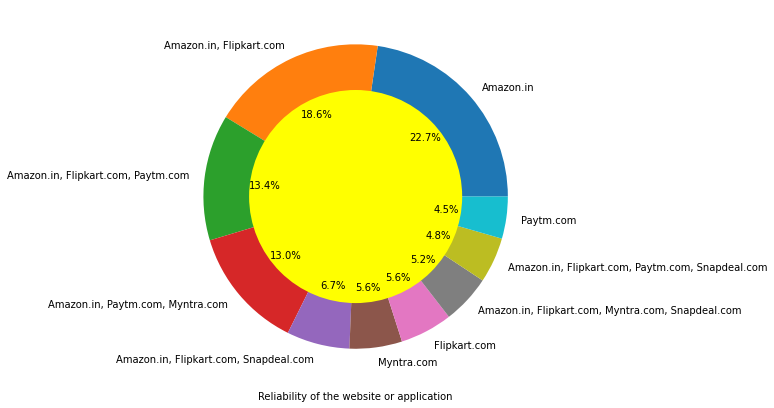 Amazon.in, Flipkart.com
Amazon.in
18.6%
22.7%
Amazon.in, Flipkart.com, Paytm.com
13.4%
4.5%
Paytm.com
4.8%
13.0%
5.2%
Amazon.in, Flipkart.com, Paytm.com, Snapdeal.com
5.6%
6.7%
5.6%
Amazon.in, Paytm.com, Myntra.com
Amazon.in, Flipkart.com, Myntra.com, Snapdeal.com
Flipkart.com
Amazon.in, Flipkart.com, Snapdeal.com
Myntra.com
Reliability of the website or application